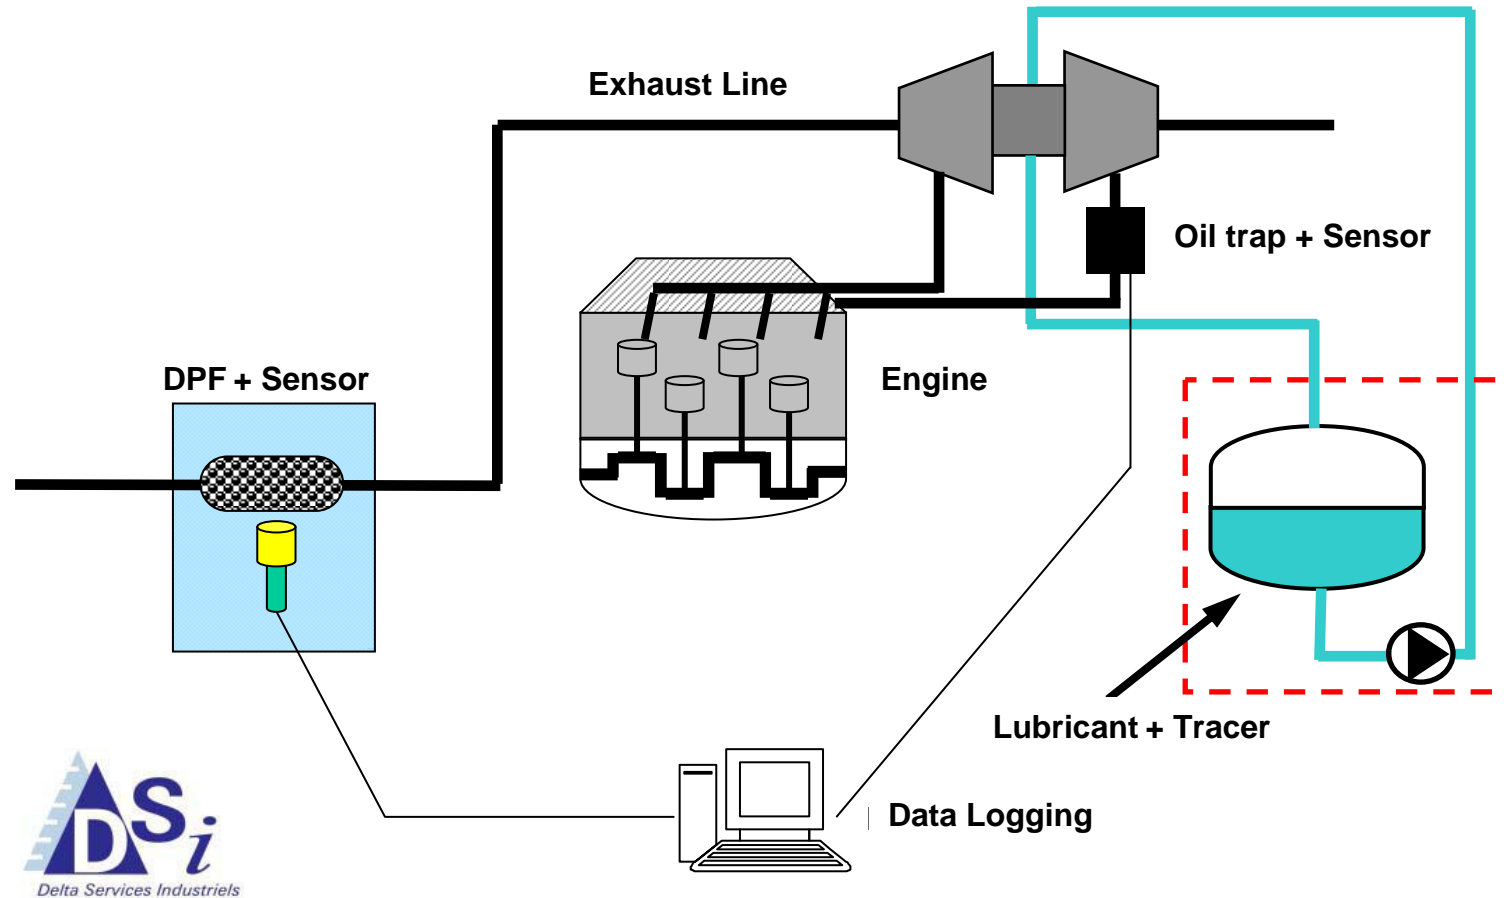 Exhaust Line
Oil trap + Sensor
DPF + Sensor
Engine
Lubricant + Tracer
Data Logging
DSi
Delta Services Industriels